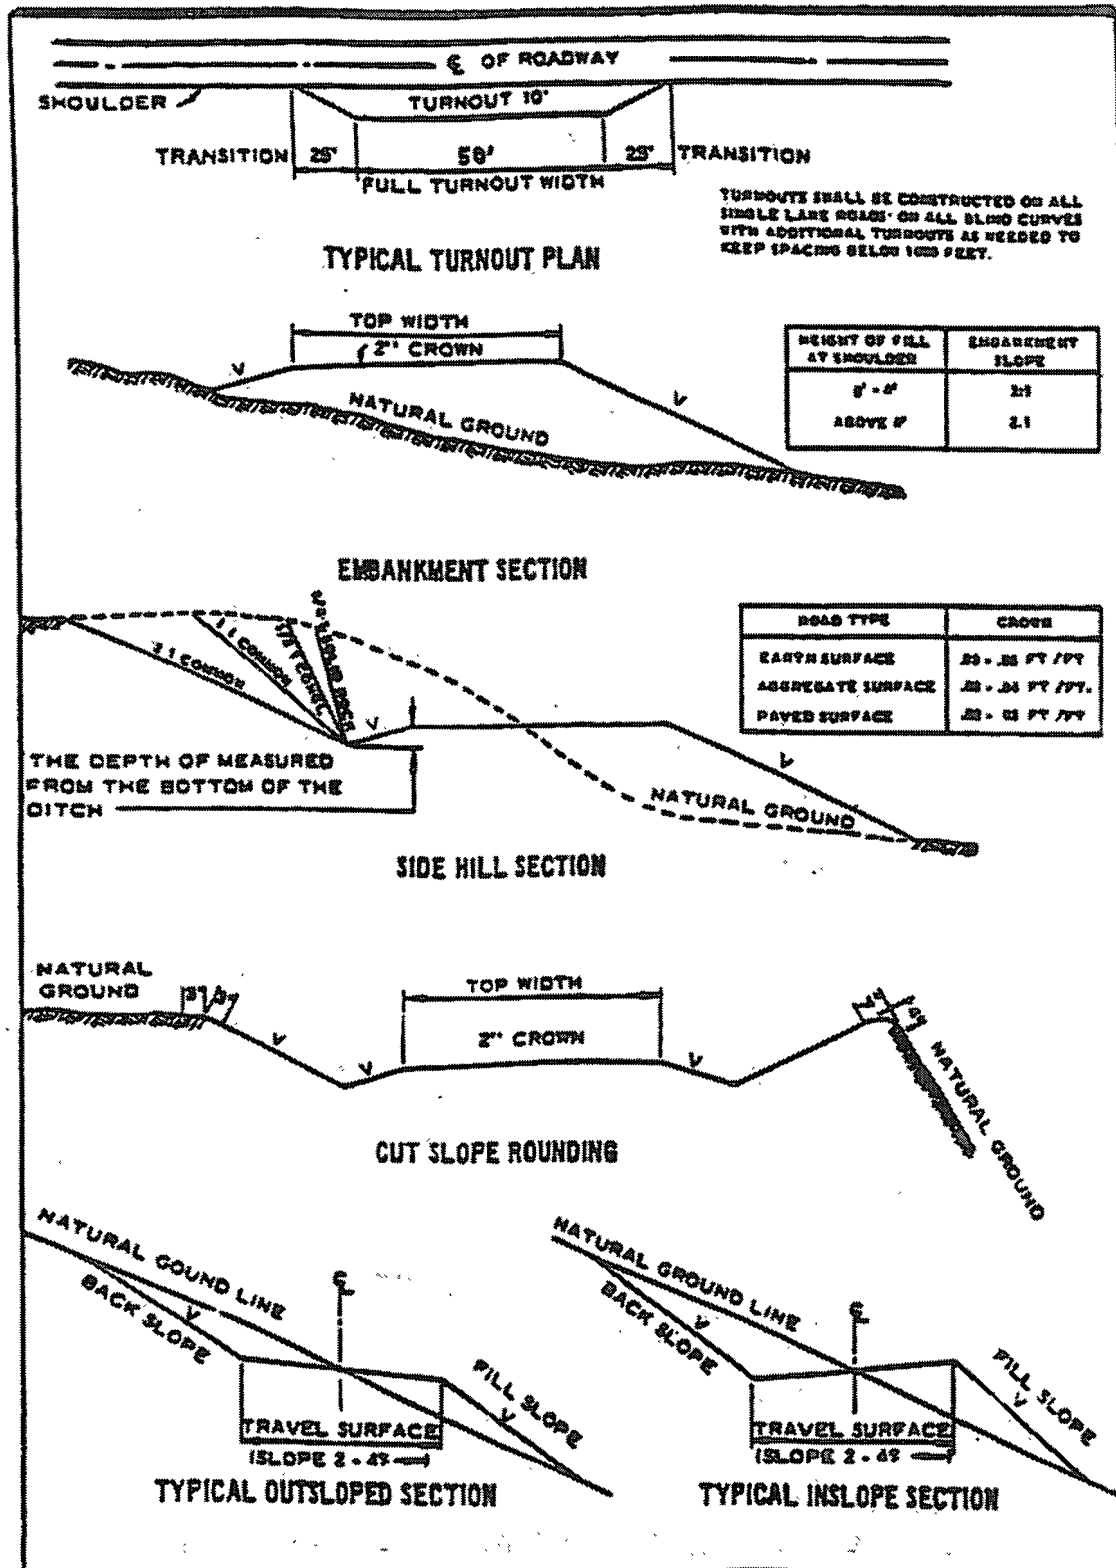 ℄ OF ROADWAY
SHOULDER
TURNOUT 10'
TRANSITION 25' 50' 25' TRANSITION
FULL TURNOUT WIDTH
TURNOUTS SHALL BE CONSTRUCTED ON ALL
SINGLE LANE ROADS ON ALL BLIND CURVES
WITH ADDITIONAL TURNOUTS AS NEEDED TO
KEEP SPACING BELOW 1000 FEET.
TYPICAL TURNOUT PLAN
TOP WIDTH
2" CROWN
NATURAL GROUND
HEIGHT OF FILL AT SHOULDER
EMBANKMENT SLOPE
ABOVE 4'
EMBANKMENT SECTION
2:1 COMMON
1:1 COMMON
ROAD TYPE CROWN
EARTH SURFACE
AGGREGATE SURFACE
PAVED SURFACE
THE DEPTH OF MEASURED
FROM THE BOTTOM OF THE
DITCH
NATURAL GROUND
SIDE HILL SECTION
NATURAL
GROUND
TOP WIDTH
2" CROWN
NATURAL GROUND
CUT SLOPE ROUNDING
NATURAL GOUND LINE
BACK SLOPE
℄
FILL SLOPE
TRAVEL SURFACE
(SLOPE 2 - 4%
TYPICAL OUTSLOPED SECTION
NATURAL GROUND LINE
BACK SLOPE
℄
FILL SLOPE
TRAVEL SURFACE
(SLOPE 2 - 4%
TYPICAL INSLOPE SECTION